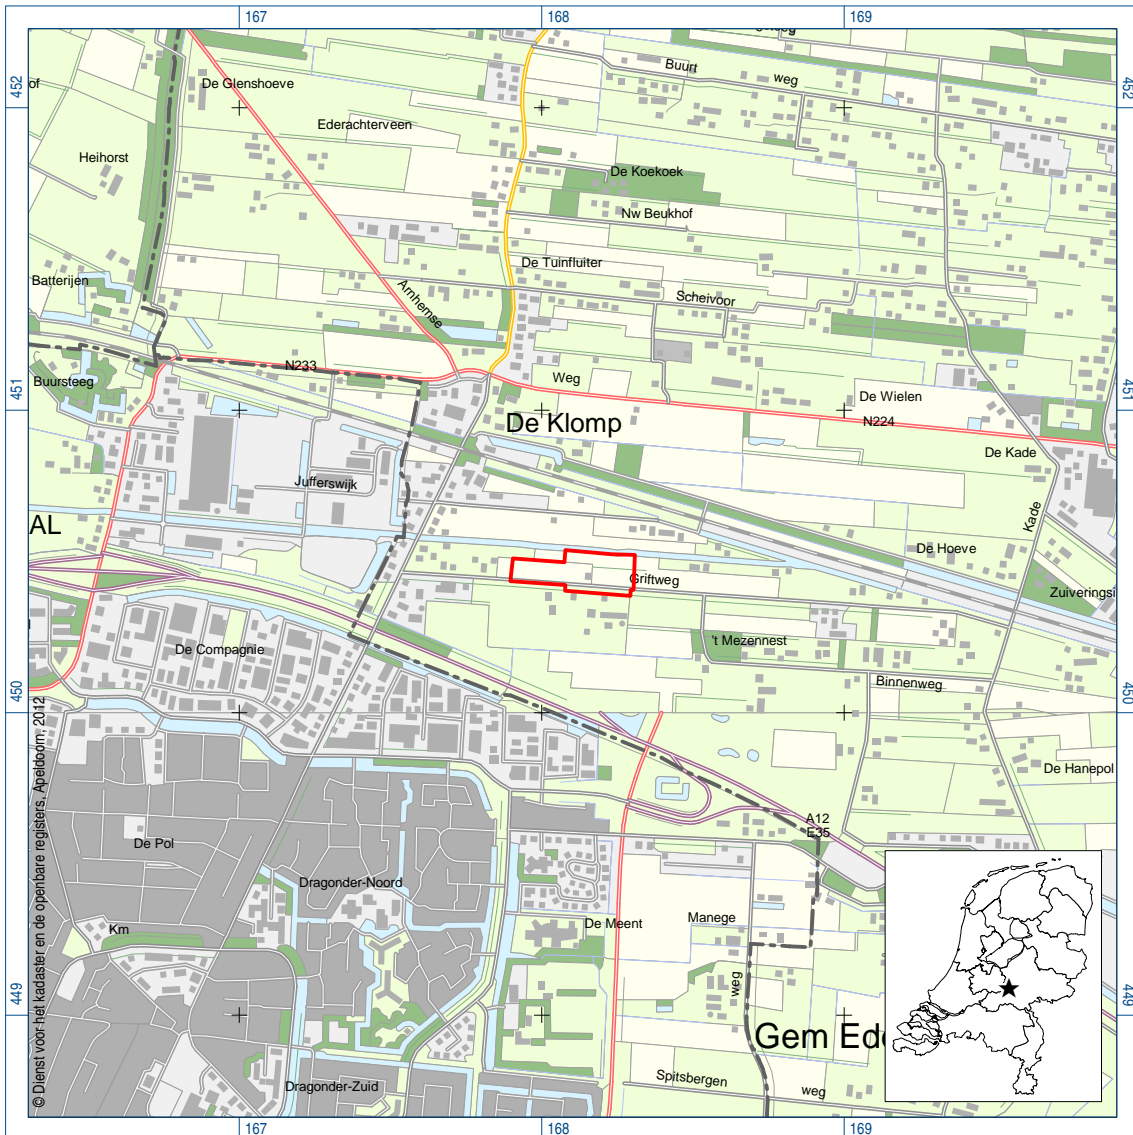 167
168
169
452
452
Buurt
weg
of
De Glenshoeve
Ederachterveen
Heihorst
De Koekoek
Nw Beukhof
De Tuinfluiter
Batterijen
Arnhemse
Scheivoor
N233
Buursteeg
Weg
De Wielen
451
451
De Klomp
N224
De Kade
Jufferswijk
Kade
AL
De Hoeve
Griftweg
Zuiveringsi
't Mezennest
De Compagnie
Binnenweg
450
450
De Hanepol
A12
E35
De Pol
Dragonder-Noord
De Meent
Manege
Km
weg
449
449
Gem Ede
Dragonder-Zuid
Spitsbergen
weg
© Dienst voor het kadaster en de openbare registers, Apeldoorn, 2012
167
168
169